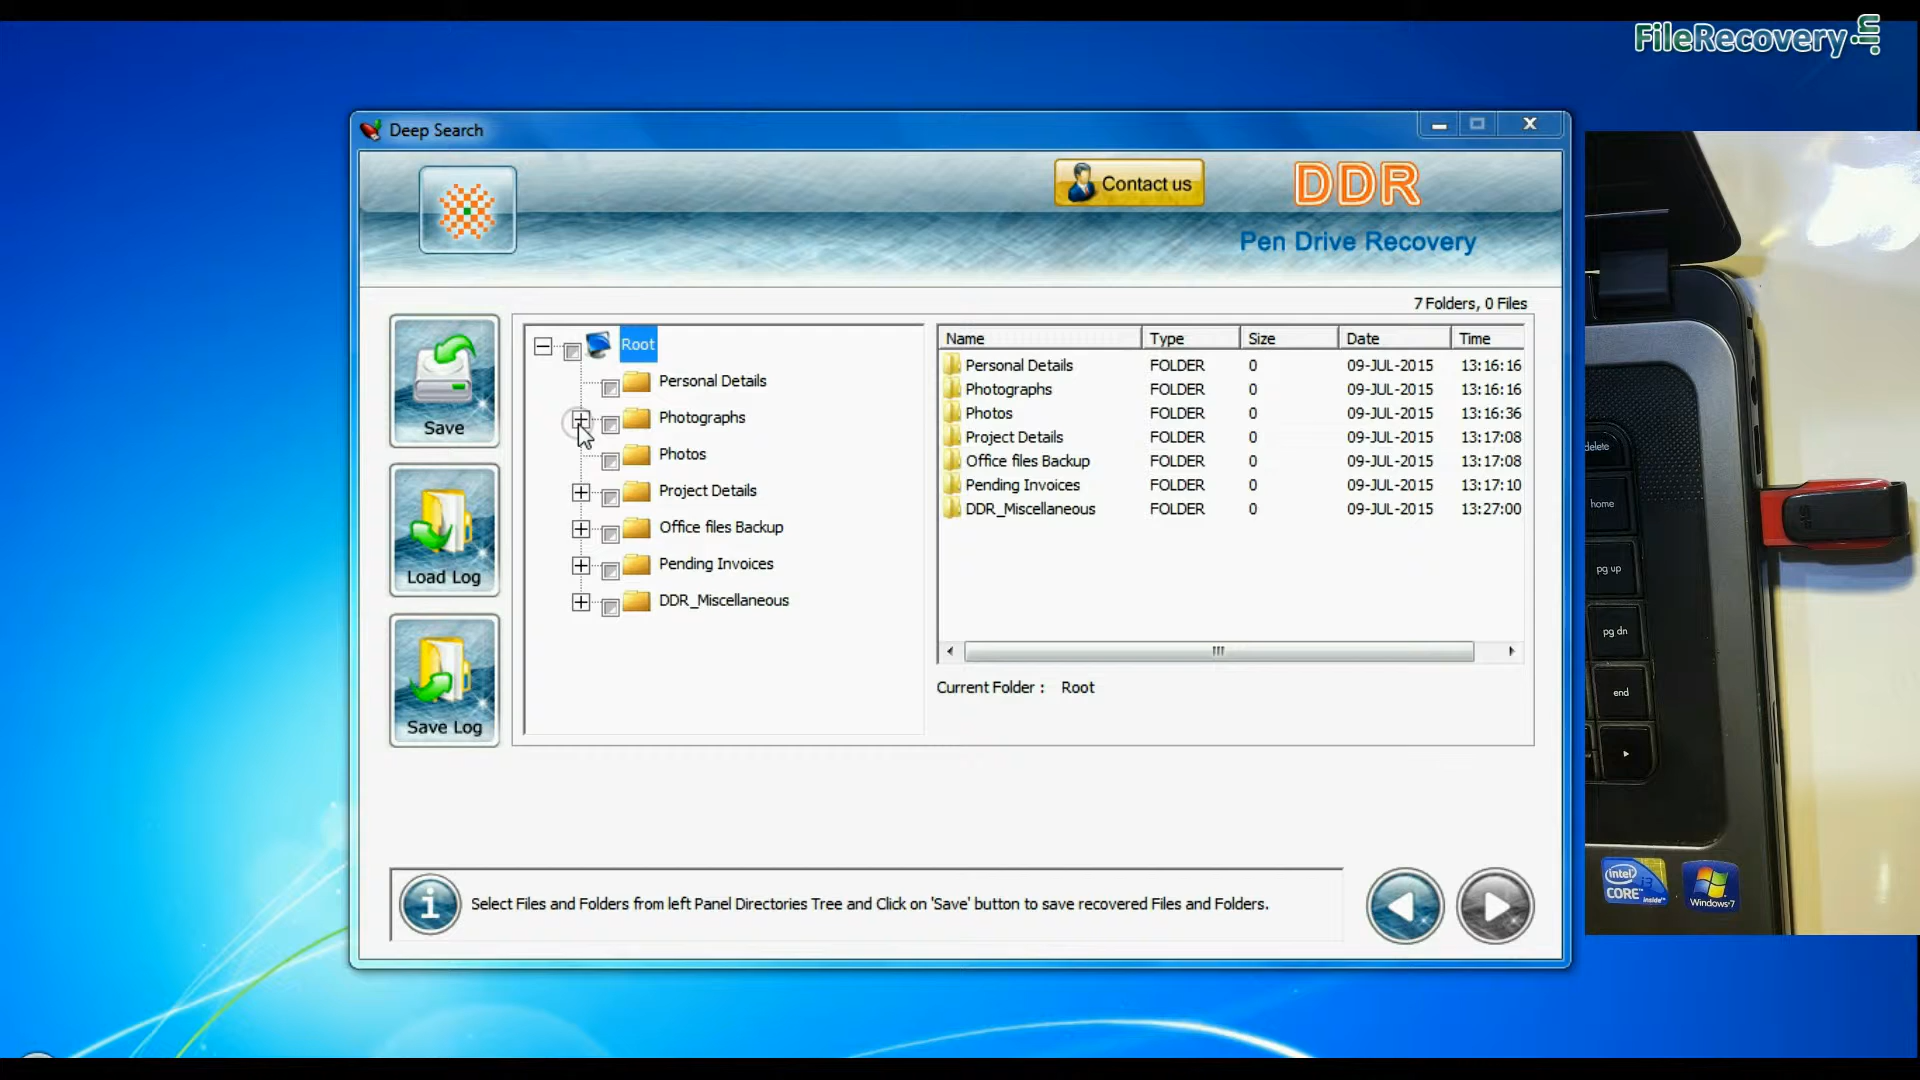 FileRecovery.in
Deep Search
Contact us
DDR
Pen Drive Recovery
7 Folders, 0 Files
Save
Load Log
Save Log
Root
Personal Details
Photographs
Photos
Project Details
Office files Backup
Pending Invoices
DDR_Miscellaneous
Name Type Size Date Time
Personal Details FOLDER 0 09-JUL-2015 13:16:16
Photographs FOLDER 0 09-JUL-2015 13:16:16
Photos FOLDER 0 09-JUL-2015 13:16:36
Project Details FOLDER 0 09-JUL-2015 13:17:08
Office files Backup FOLDER 0 09-JUL-2015 13:17:08
Pending Invoices FOLDER 0 09-JUL-2015 13:17:10
DDR_Miscellaneous FOLDER 0 09-JUL-2015 13:27:00
Current Folder : Root
Select Files and Folders from left Panel Directories Tree and Click on 'Save' button to save recovered Files and Folders.
delete
home
pg up
pg dn
end
intel
CORE i3
inside
Windows 7